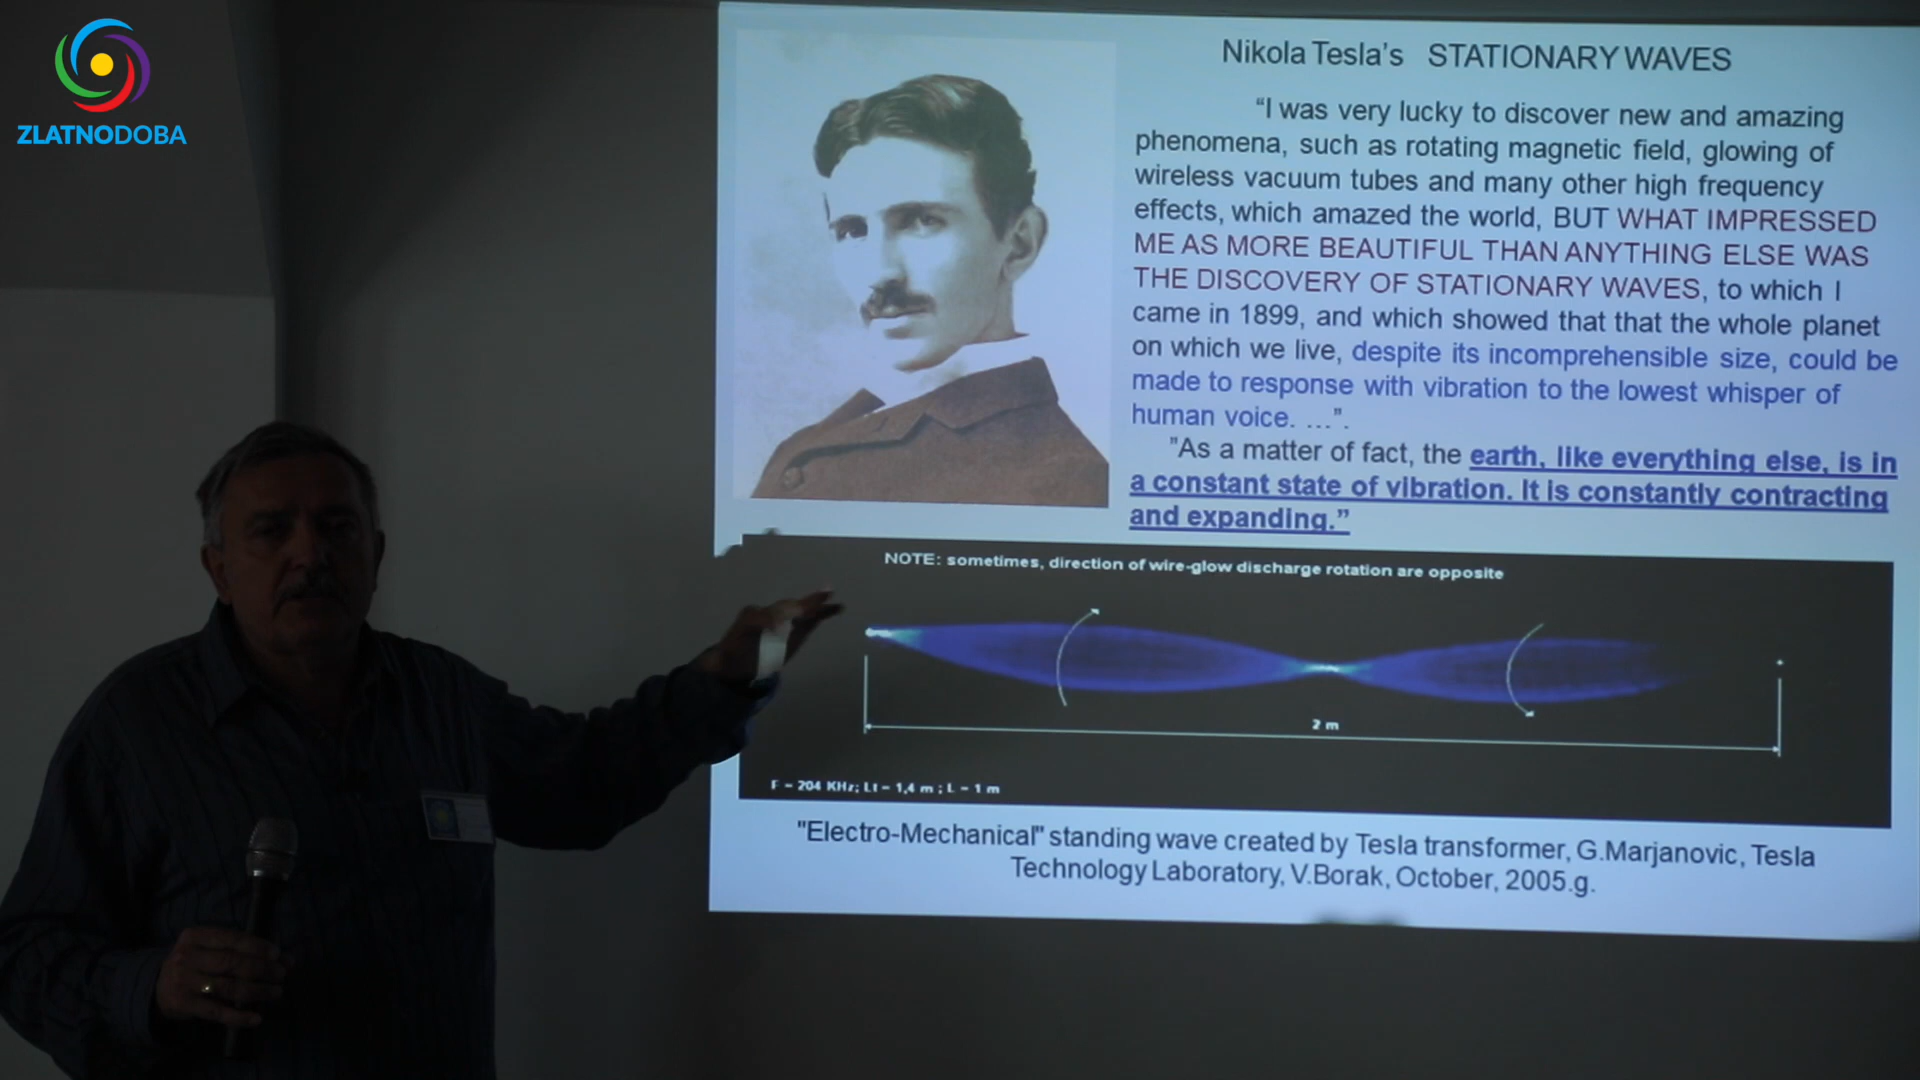 ZLATNODOBA
Nikola Tesla's STATIONARY WAVES
“I was very lucky to discover new and amazing
phenomena, such as rotating magnetic field, glowing of
wireless vacuum tubes and many other high frequency
effects, which amazed the world, BUT WHAT IMPRESSED
ME AS MORE BEAUTIFUL THAN ANYTHING ELSE WAS
THE DISCOVERY OF STATIONARY WAVES, to which I
came in 1899, and which showed that that the whole planet
on which we live, despite its incomprehensible size, could be
made to response with vibration to the lowest whisper of
human voice. …".
"As a matter of fact, the earth, like everything else, is in
a constant state of vibration. It is constantly contracting
and expanding.”
NOTE: sometimes, direction of wire-glow discharge rotation are opposite
2 m
F = 204 KHz; Lt = 1,4 m ; L = 1 m
"Electro-Mechanical" standing wave created by Tesla transformer, G.Marjanovic, Tesla
Technology Laboratory, V.Borak, October, 2005.g.